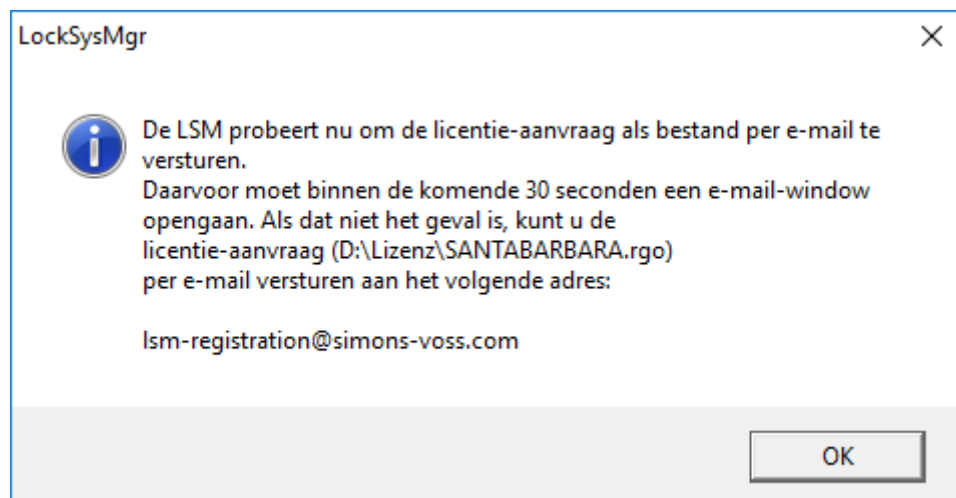 LockSysMgr
De LSM probeert nu om de licentie-aanvraag als bestand per e-mail te
versturen.
Daarvoor moet binnen de komende 30 seconden een e-mail-window
opengaan. Als dat niet het geval is, kunt u de
licentie-aanvraag (D:\Lizenz\SANTABARBARA.rgo)
per e-mail versturen aan het volgende adres:
lsm-registration@simons-voss.com
OK